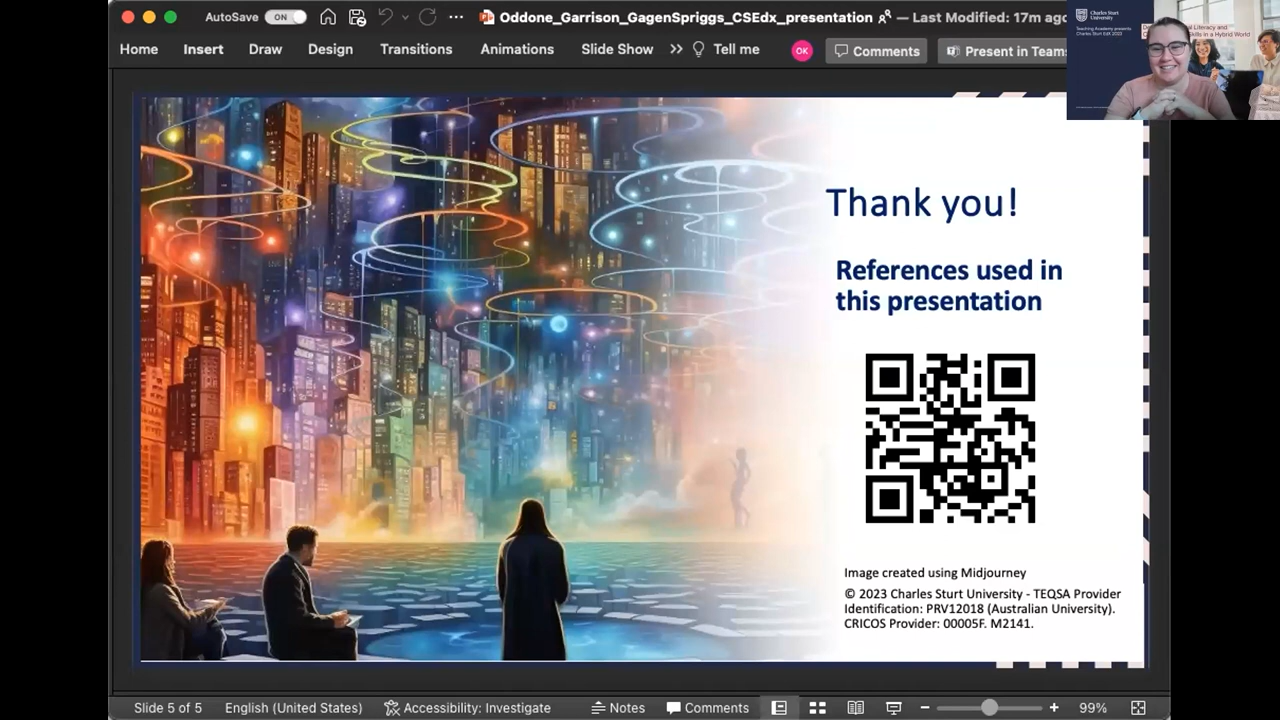 AutoSave ON Oddone_Garrison_GagenSpriggs_CSEdx_presentation — Last Modified: 17m ago
Home Insert Draw Design Transitions Animations Slide Show Tell me OK Comments Present in Teams
Charles Sturt
University
Thank you!
References used in
this presentation
Image created using Midjourney
© 2023 Charles Sturt University - TEQSA Provider
Identification: PRV12018 (Australian University).
CRICOS Provider: 00005F. M2141.
Slide 5 of 5 English (United States) Accessibility: Investigate Notes Comments 99%